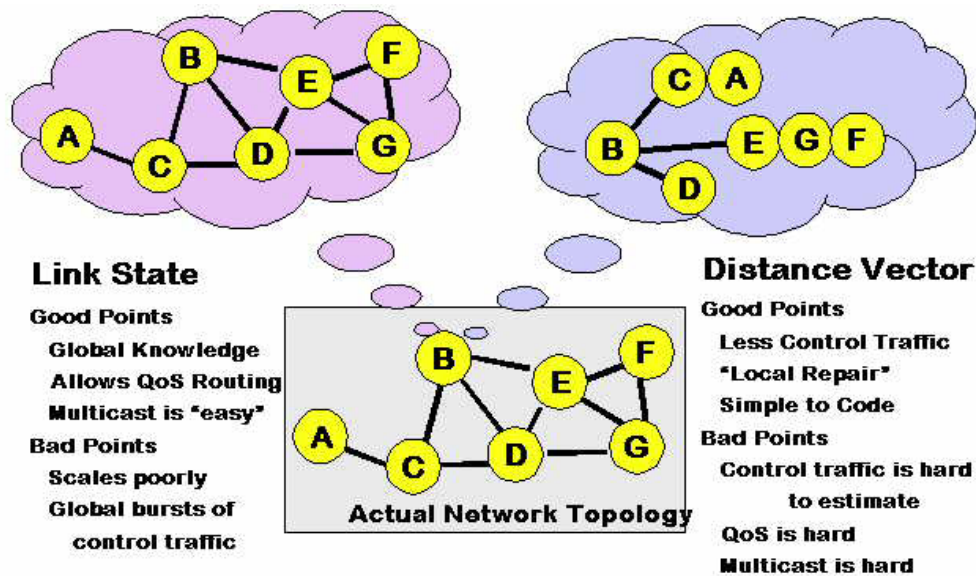 B
E
F
A
C
D
G
C A
B
E G F
D
Link State
Good Points
Global Knowledge
Allows QoS Routing
Multicast is "easy"
Bad Points
Scales poorly
Global bursts of
control traffic
B
F
E
A
C
D
G
Actual Network Topology
Distance Vector
Good Points
Less Control Traffic
"Local Repair"
Simple to Code
Bad Points
Control traffic is hard
to estimate
QoS is hard
Multicast is hard